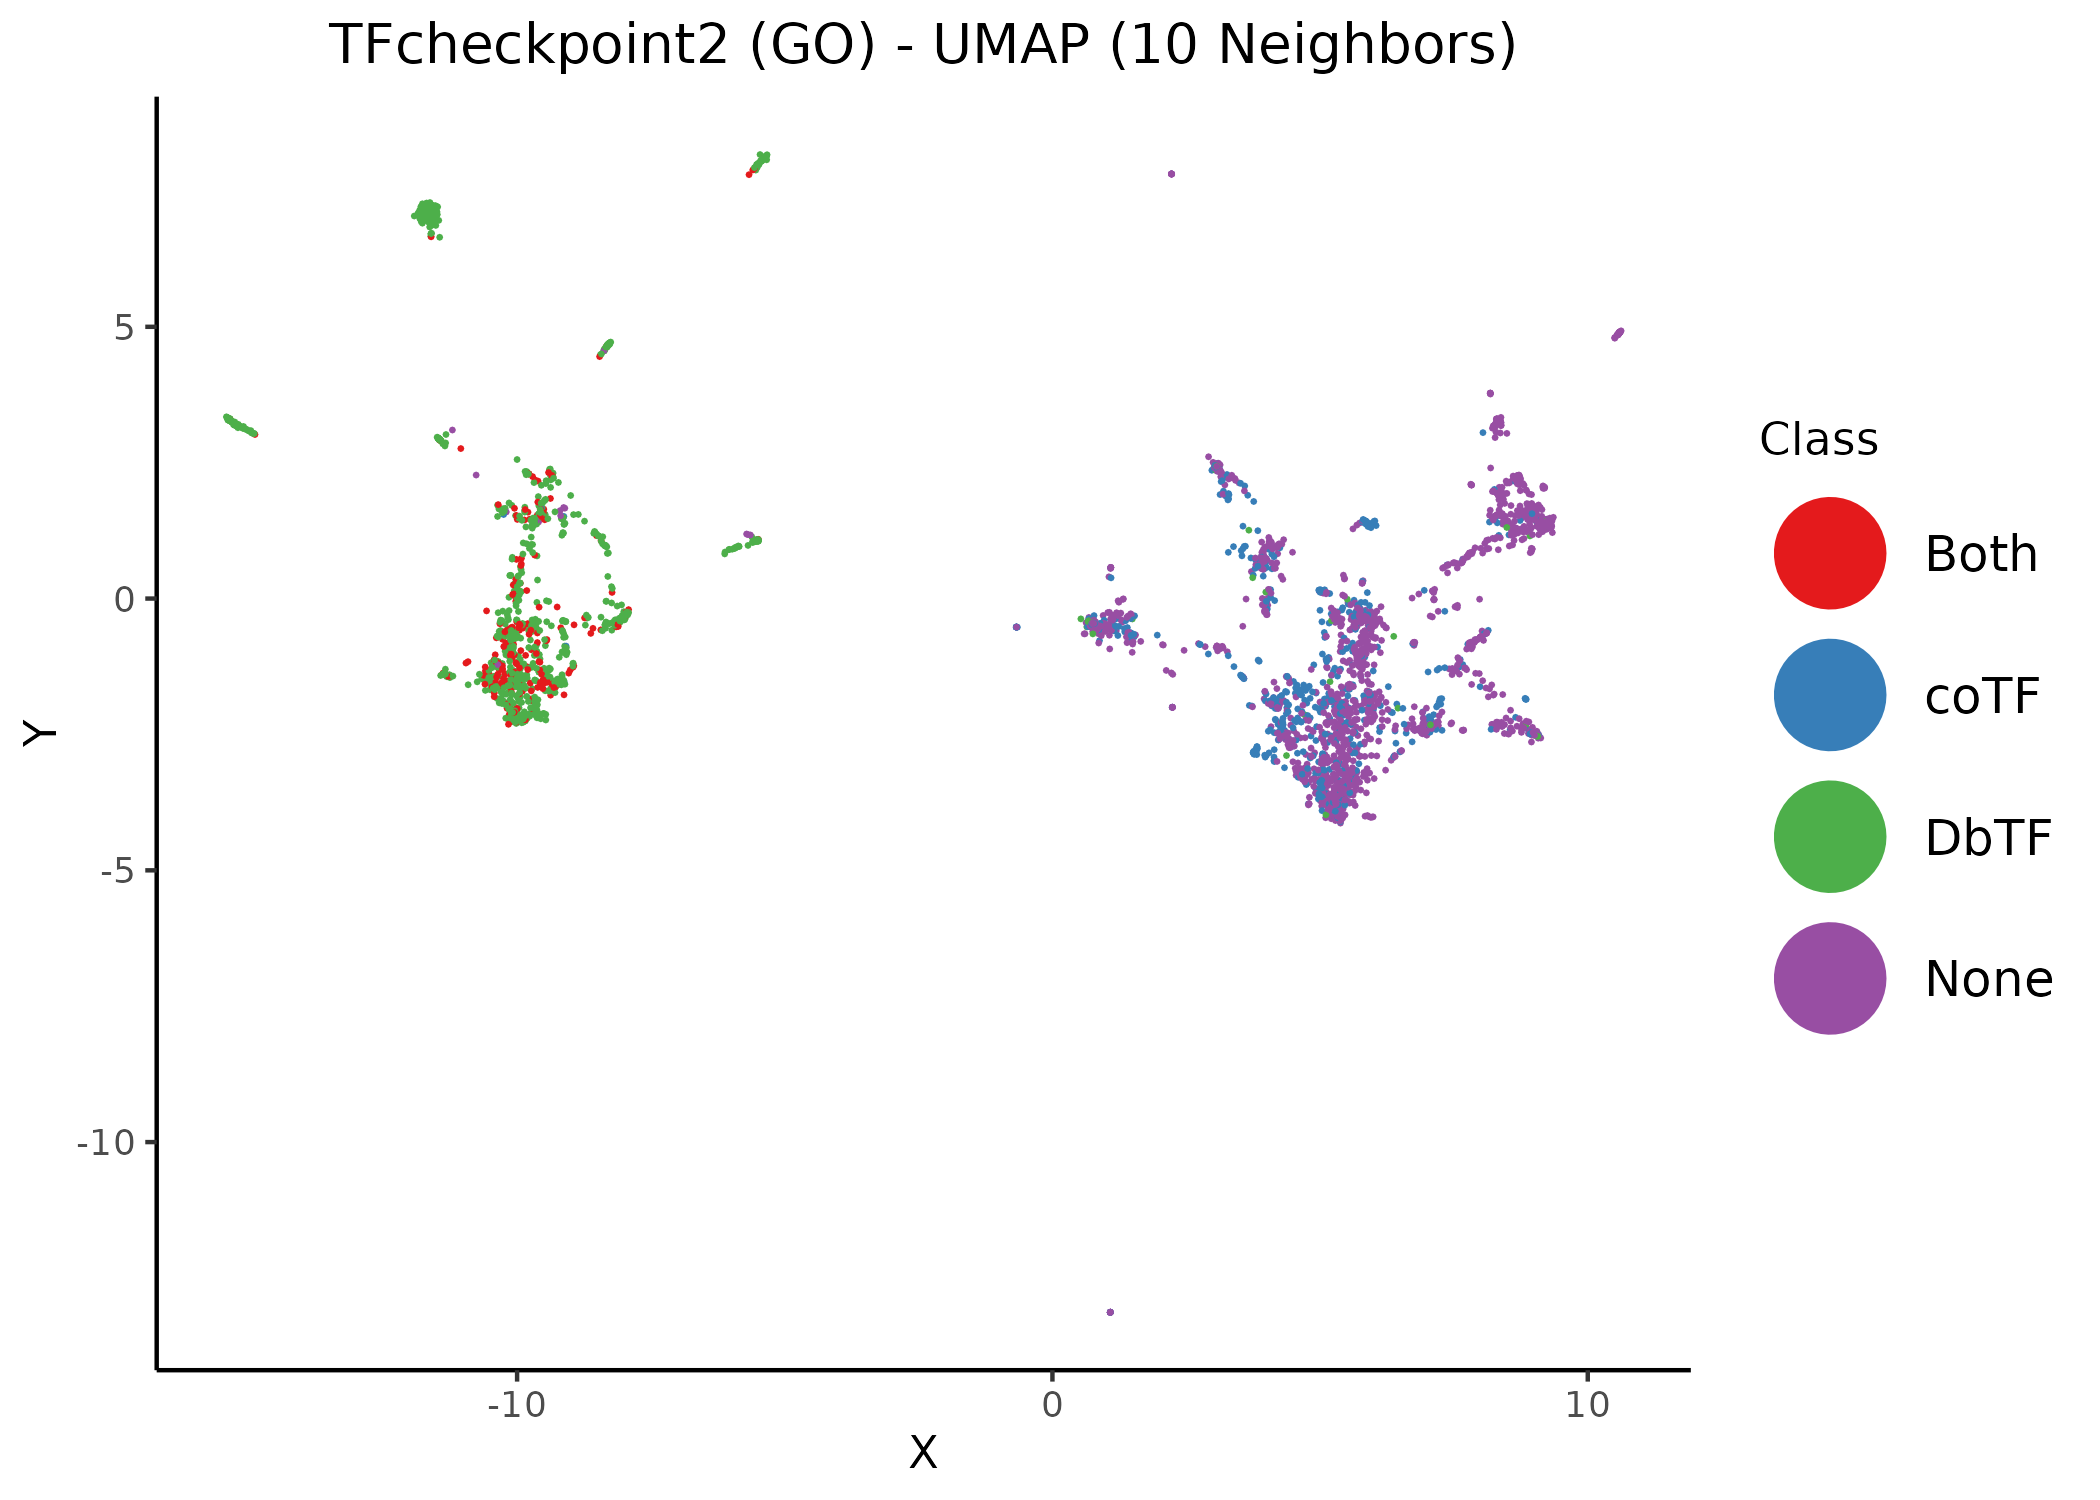 TFcheckpoint2 (GO) - UMAP (10 Neighbors)
5
0
-5
-10
Y
-10
0
10
X
Class
Both
coTF
DbTF
None